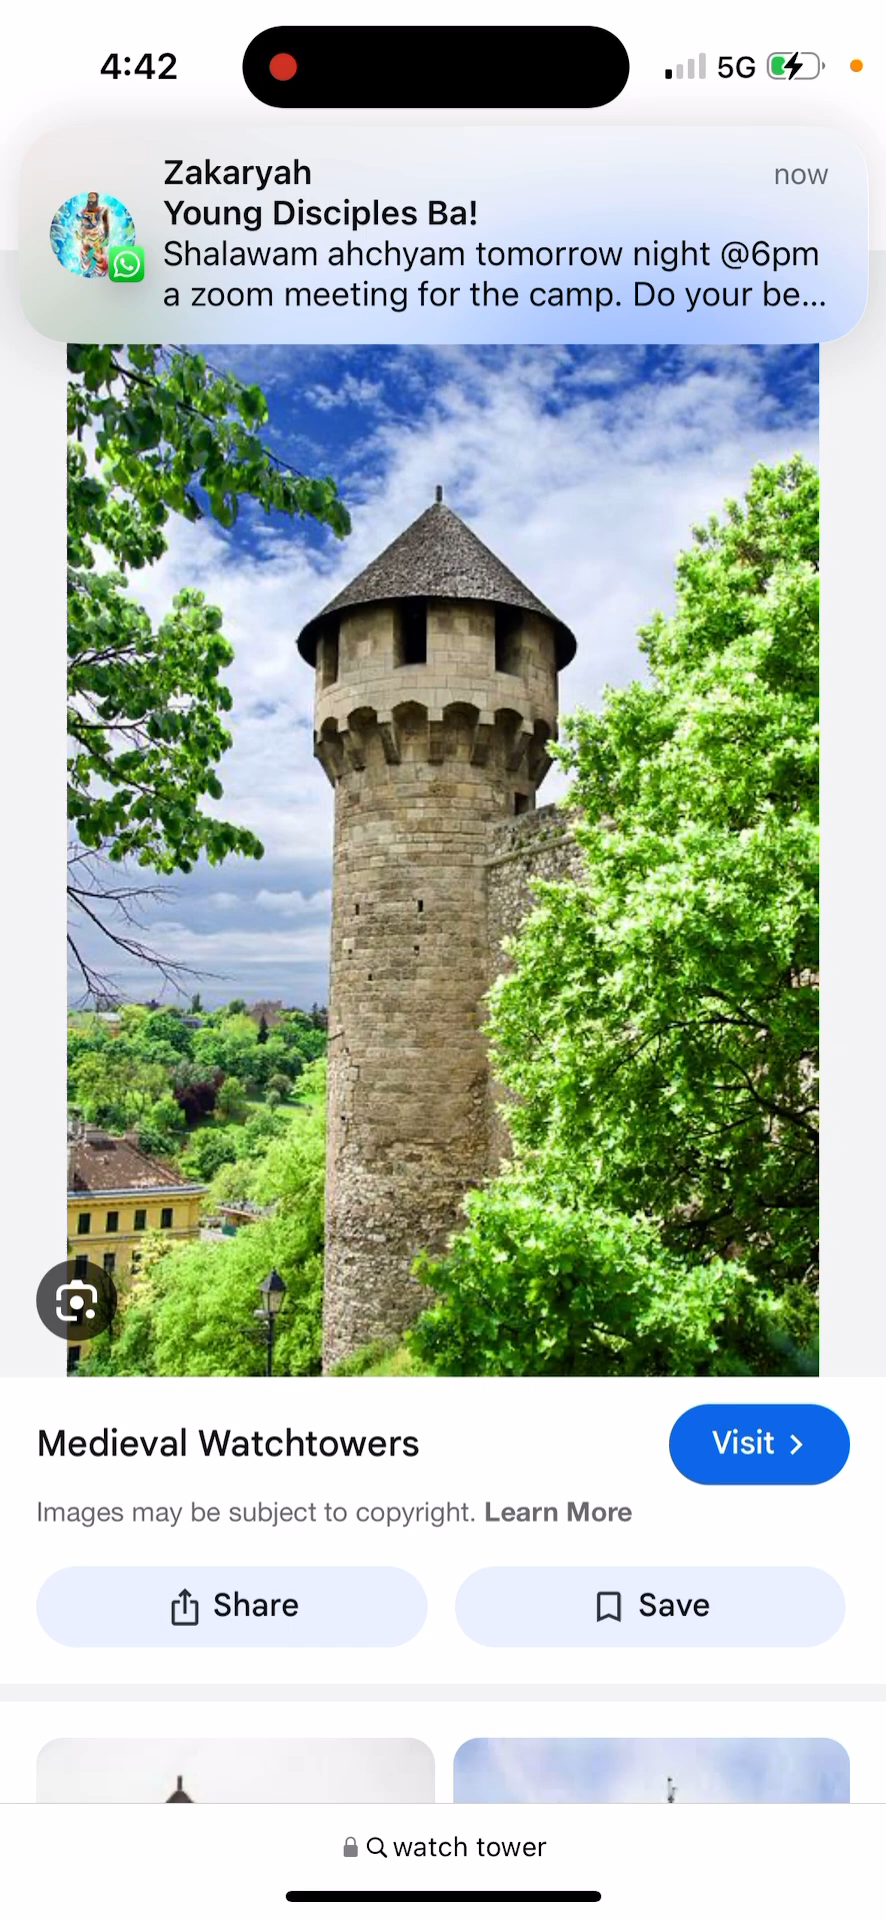 4:42
5G
Zakaryah
now
Young Disciples Ba!
Shalawam ahchyam tomorrow night @6pm
a zoom meeting for the camp. Do your be...
Medieval Watchtowers
Visit
Images may be subject to copyright. Learn More
Share
Save
watch tower